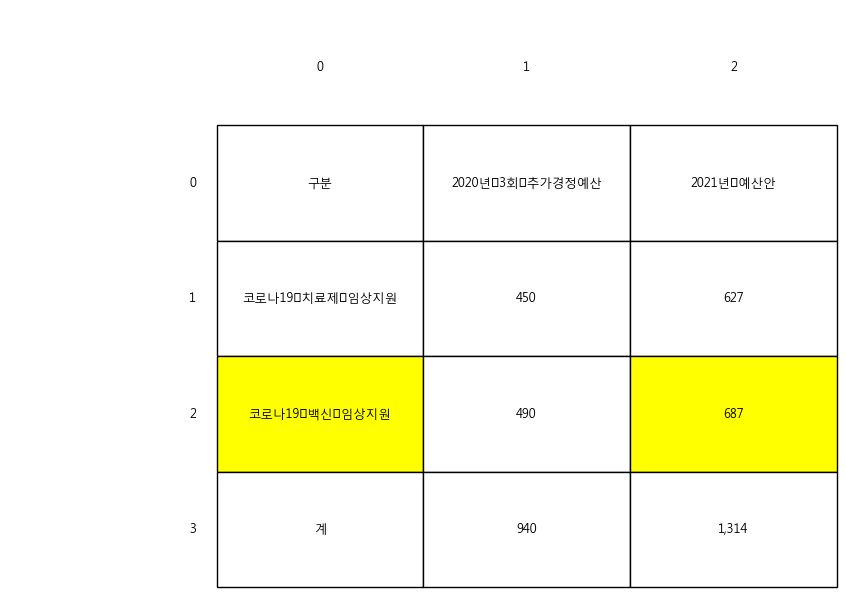 0 1 2
0 구분 2020년 3회 추가경정예산 2021년 예산안
1 코로나19 치료제 임상지원 450 627
2 코로나19 백신 임상지원 490 687
3 계 940 1,314